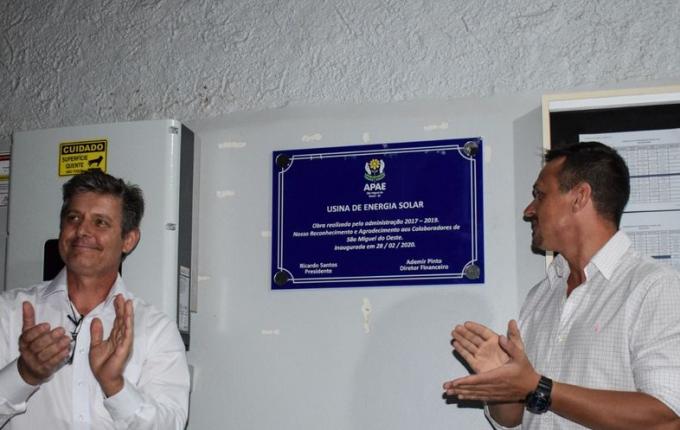 CUIDADO
SUPERFÍCIE
QUENTE
APAE
USINA DE ENERGIA SOLAR
Obra realizada pela administração 2017 - 2019.
Nosso Reconhecimento e Agradecimento aos Colaboradores de
São Miguel do Oeste.
Inaugurada em 28 / 02 / 2020.
Ricardo Santos
Presidente
Ademir Pinto
Diretor Financeiro